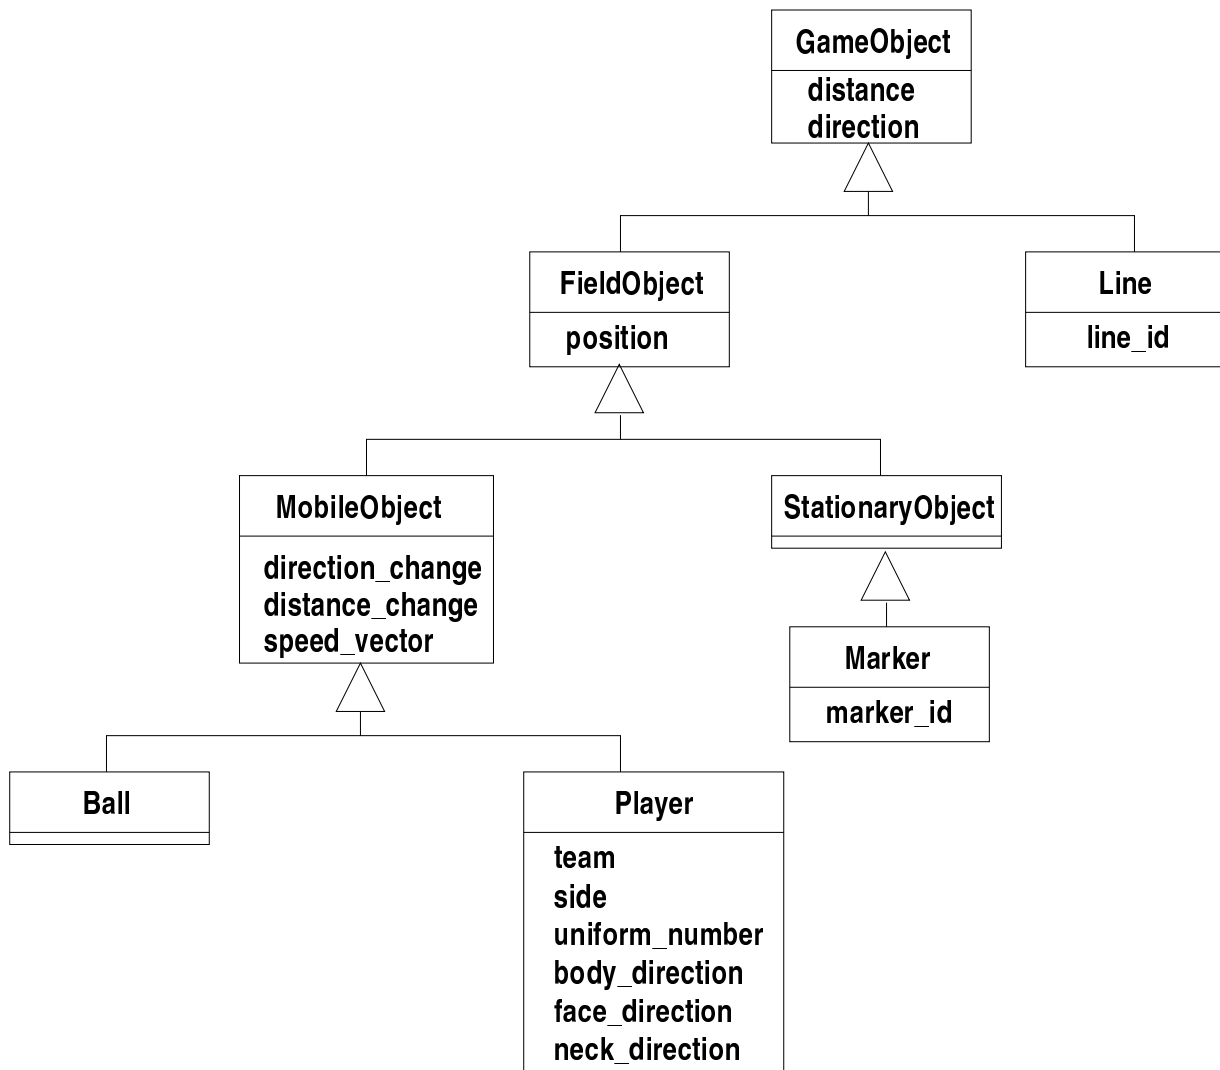 GameObject
distance
direction
FieldObject
position
Line
line_id
MobileObject
direction_change
distance_change
speed_vector
StationaryObject
Marker
marker_id
Ball
Player
team
side
uniform_number
body_direction
face_direction
neck_direction